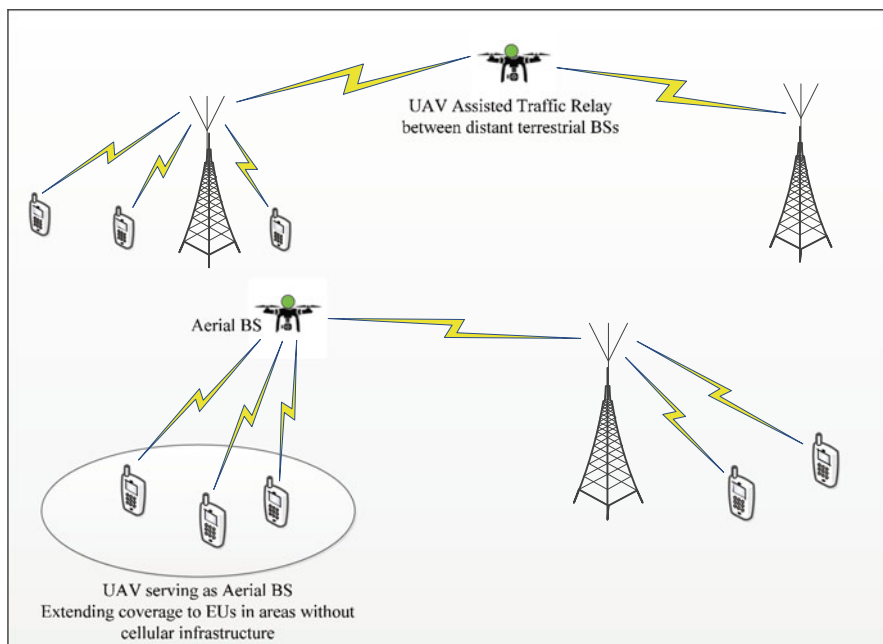 UAV Assisted Traffic Relay
between distant terrestrial BSs
Aerial BS
UAV serving as Aerial BS
Extending coverage to EUs in areas without
cellular infrastructure